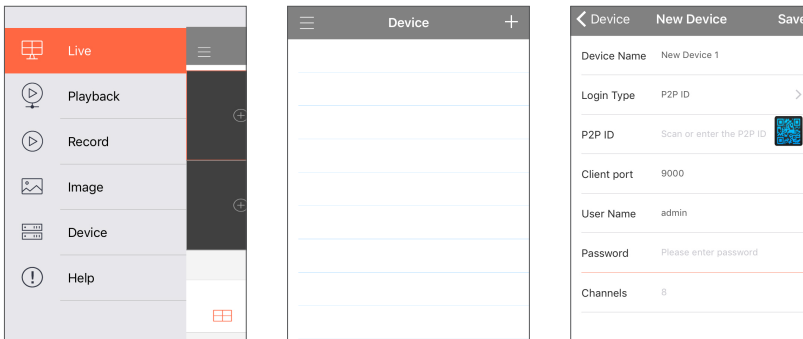 Live
Playback
Record
Image
Device
Help
Device
Device New Device Save
Device Name New Device 1
Login Type P2P ID
P2P ID Scan or enter the P2P ID
Client port 9000
User Name admin
Password Please enter password
Channels 8